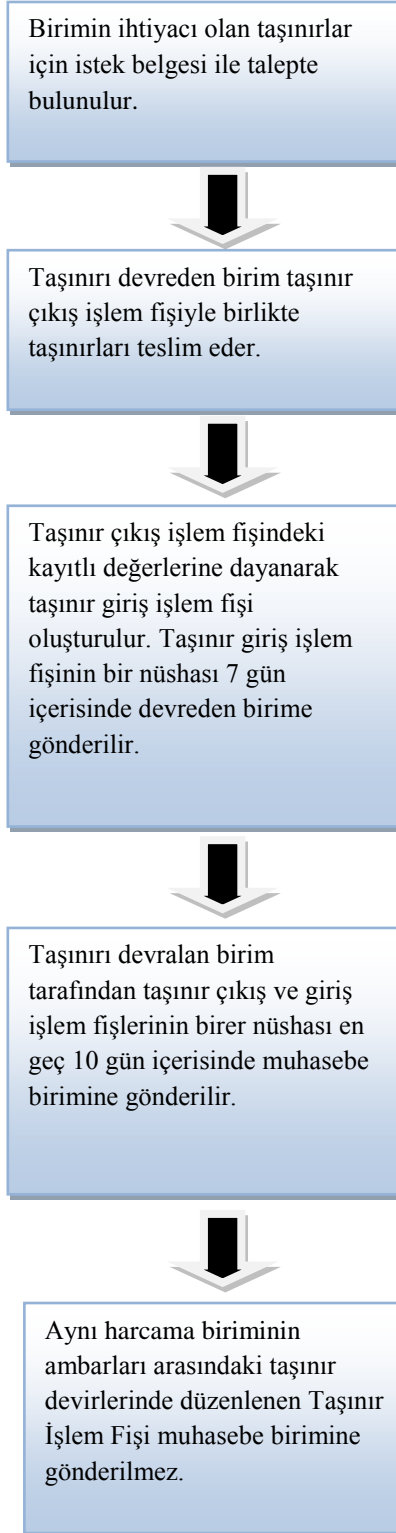 Birimin ihtiyacı olan taşınırlar
için istek belgesi ile talepte
bulunulur.
Taşınırı devreden birim taşınır
çıkış işlem fişiyle birlikte
taşınırları teslim eder.
Taşınır çıkış işlem fişindeki
kayıtlı değerlerine dayanarak
taşınır giriş işlem fişi
oluşturulur. Taşınır giriş işlem
fişinin bir nüshası 7 gün
içerisinde devreden birime
gönderilir.
Taşınırı devralan birim
tarafından taşınır çıkış ve giriş
işlem fişlerinin birer nüshası en
geç 10 gün içerisinde muhasebe
birimine gönderilir.
Aynı harcama biriminin
ambarları arasındaki taşınır
devirlerinde düzenlenen Taşınır
İşlem Fişi muhasebe birimine
gönderilmez.